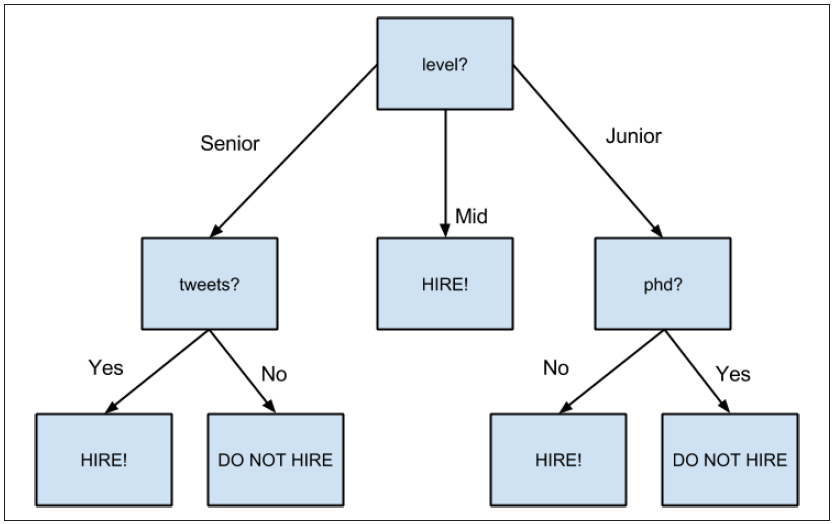 level?
Senior
Junior
Mid
tweets?
HIRE!
phd?
Yes
No
No
Yes
HIRE!
DO NOT HIRE
HIRE!
DO NOT HIRE